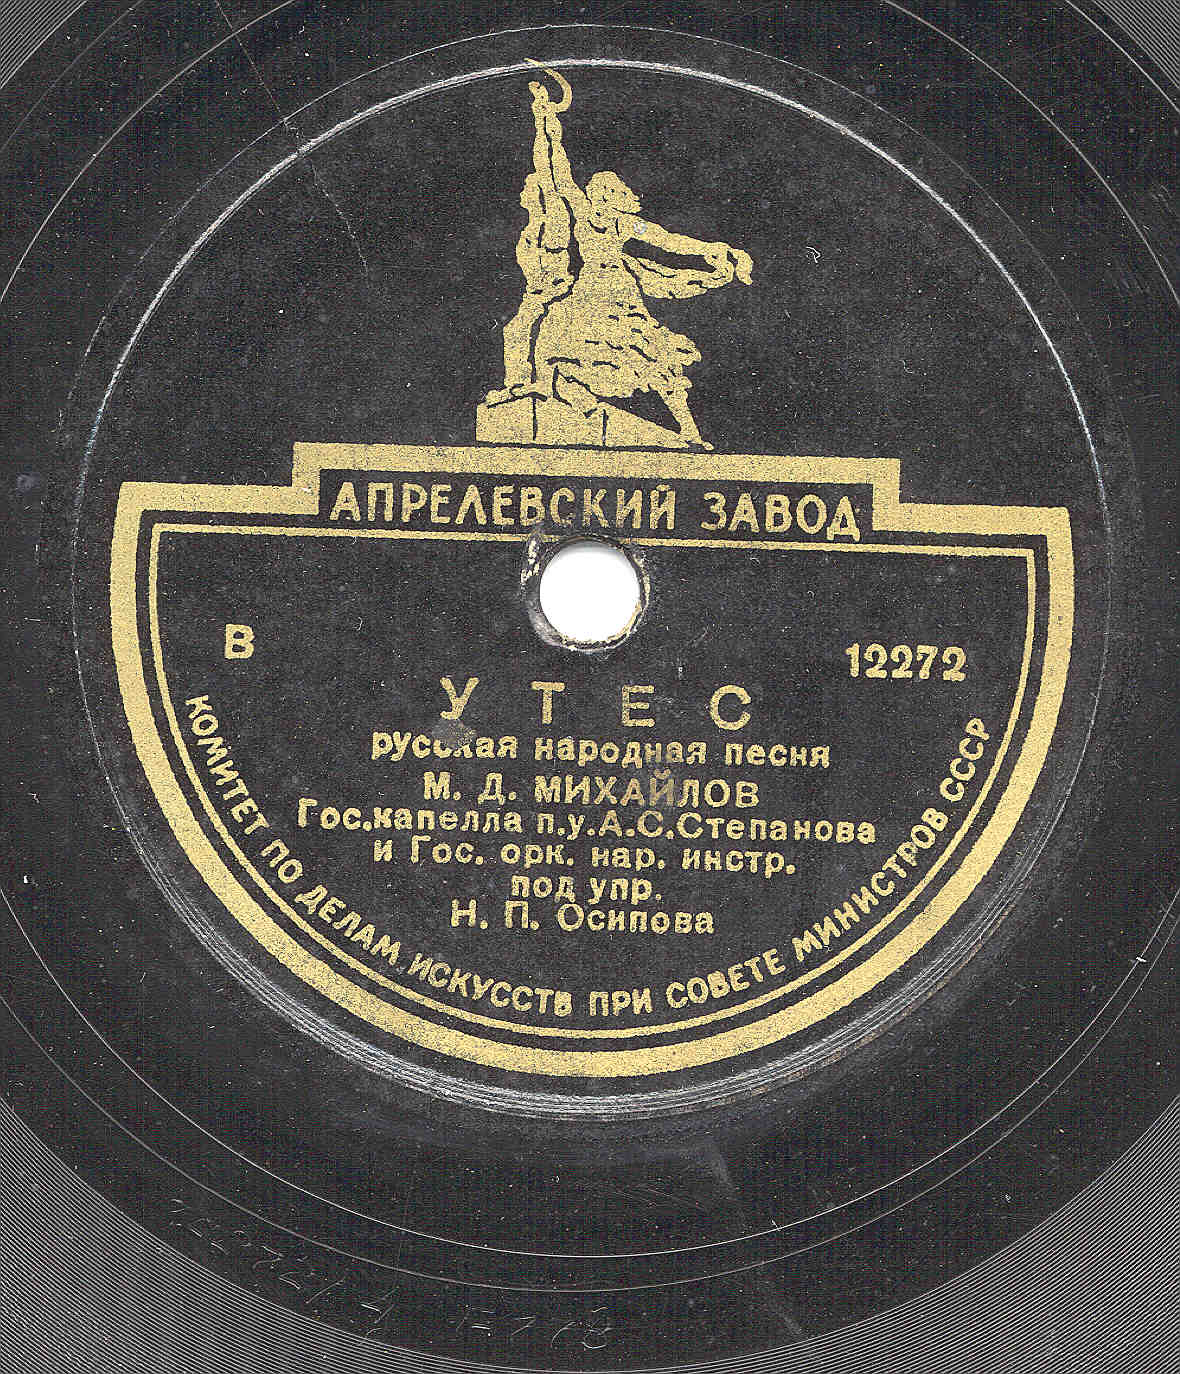 АПРЕЛЕВСКИЙ ЗАВОД
В 12272
УТЕС
русская народная песня
М. Д. МИХАЙЛОВ
Гос.капелла п.у.А.С.Степанова
и Гос. орк. нар. инстр.
под упр.
Н. П. Осипова
КОМИТЕТ ПО ДЕЛАМ ИСКУССТВ ПРИ СОВЕТЕ МИНИСТРОВ СССР